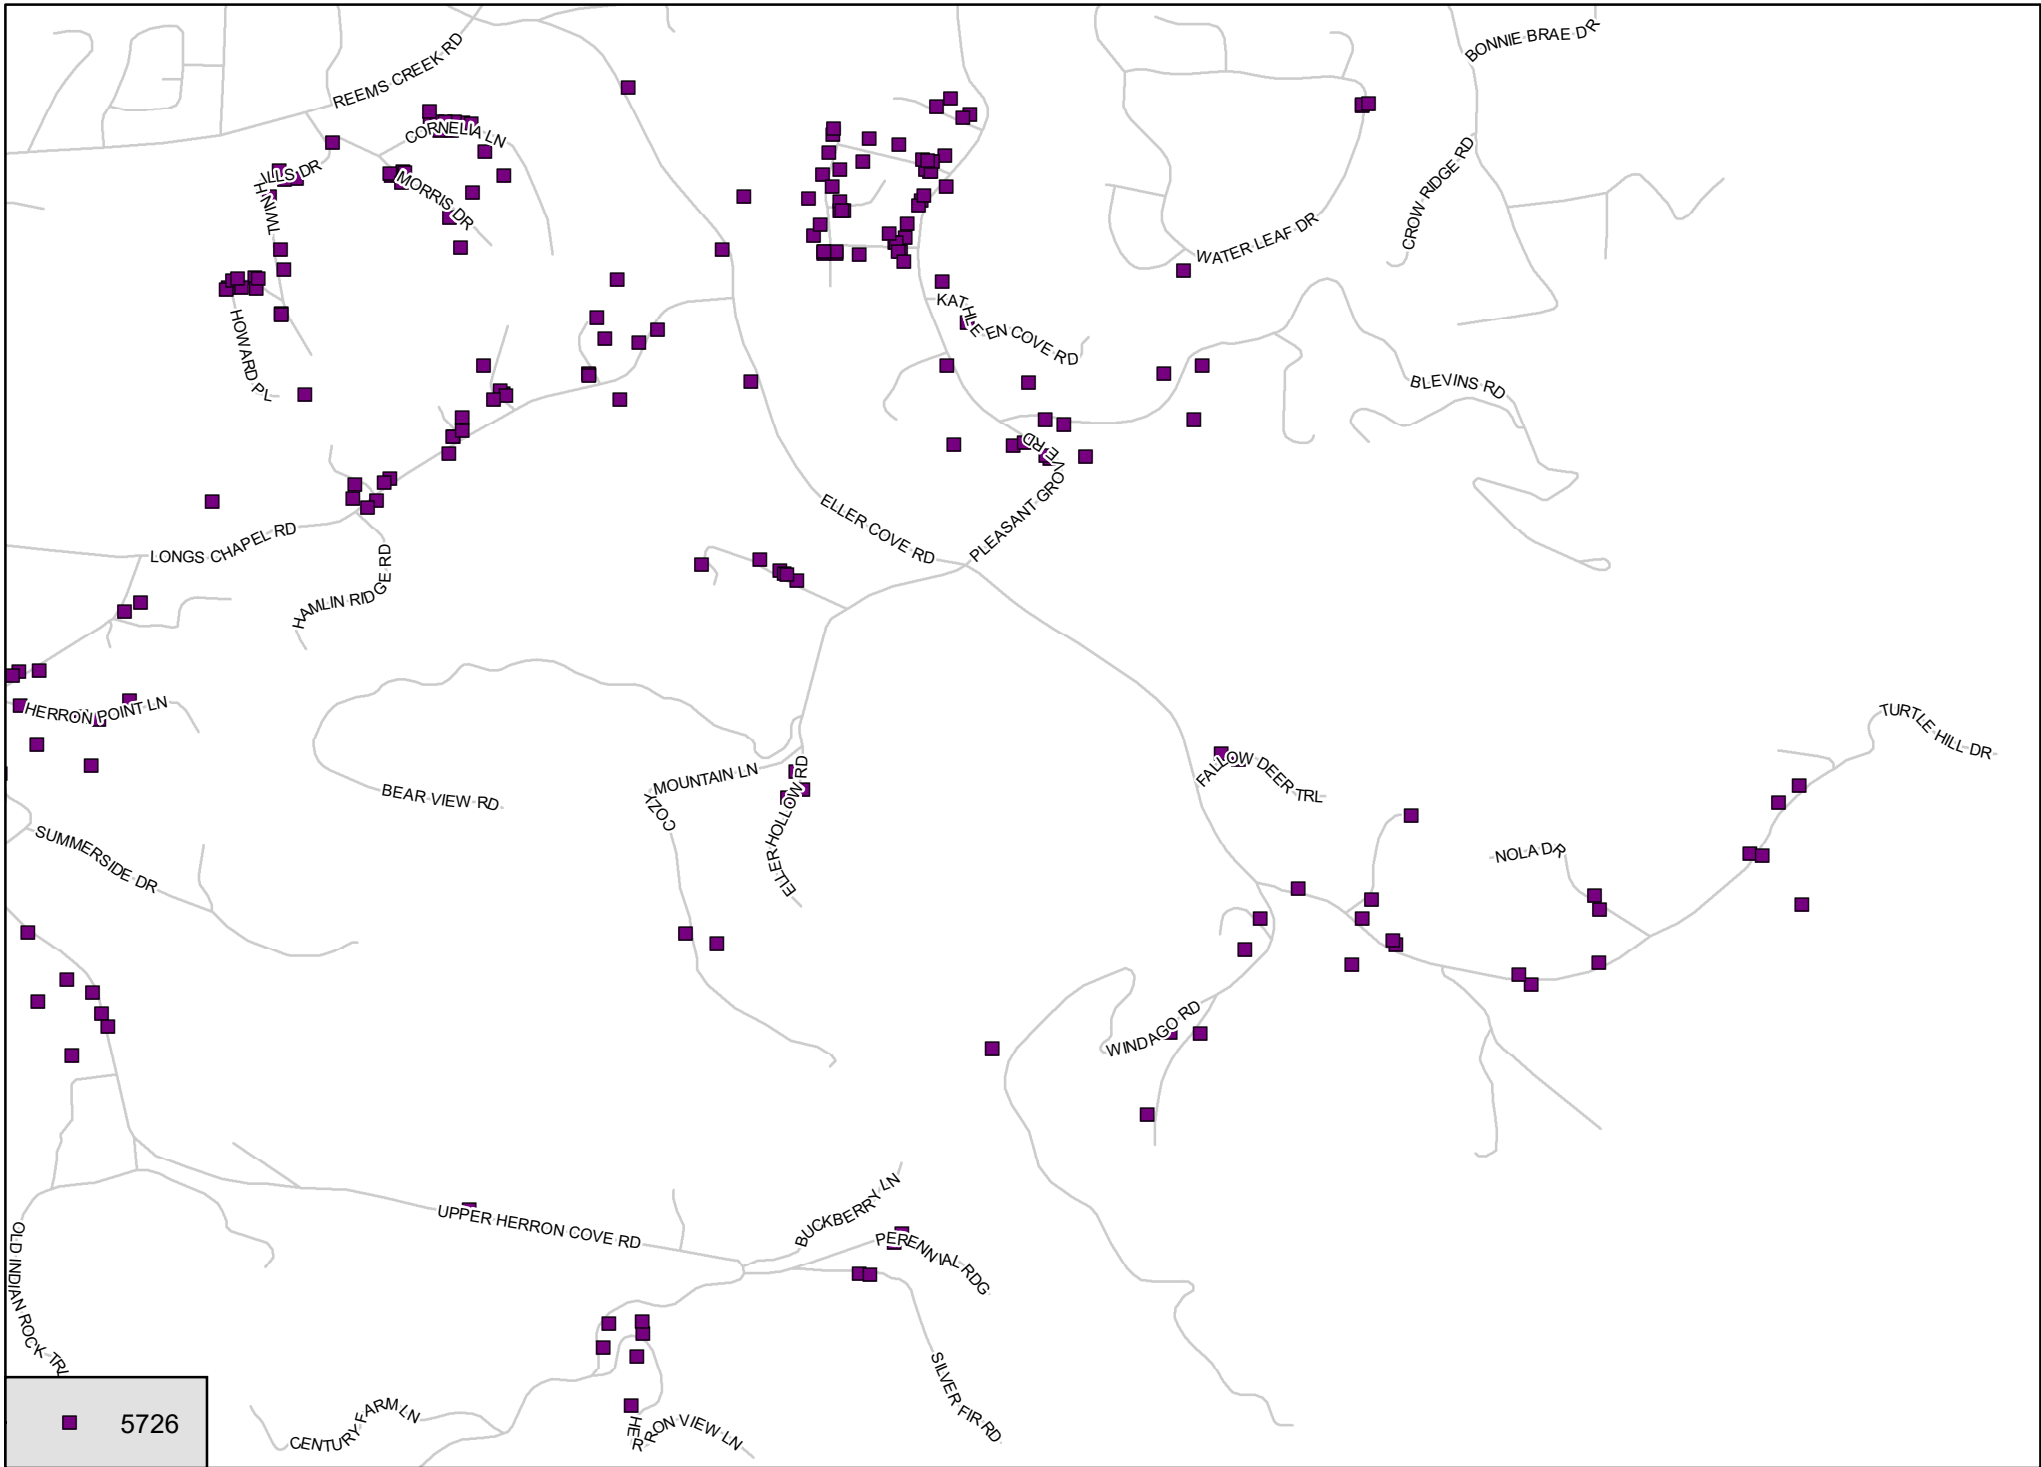 BONNIE BRAE DR
REEMS CREEK RD
CORNELIA LN
TWIN HILLS DR
MORRIS DR
CROW RIDGE RD
WATER LEAF DR
KATHLEEN COVE RD
HOWARD PL
BLEVINS RD
PLEASANT GROVE RD
ELLER COVE RD
LONGS CHAPEL RD
HAMLIN RIDGE RD
HERRON POINT LN
TURTLE HILL DR
FALLOW DEER TRL
COZY MOUNTAIN LN
BEAR VIEW RD
ELLER HOLLOW RD
SUMMERSIDE DR
NOLA DR
WINDAGO RD
BUCKBERRY LN
UPPER HERRON COVE RD
PERENNIAL RDG
OLD INDIAN ROCK TRL
SILVER FIR RD
CENTURY FARM LN
HERRON VIEW LN
5726